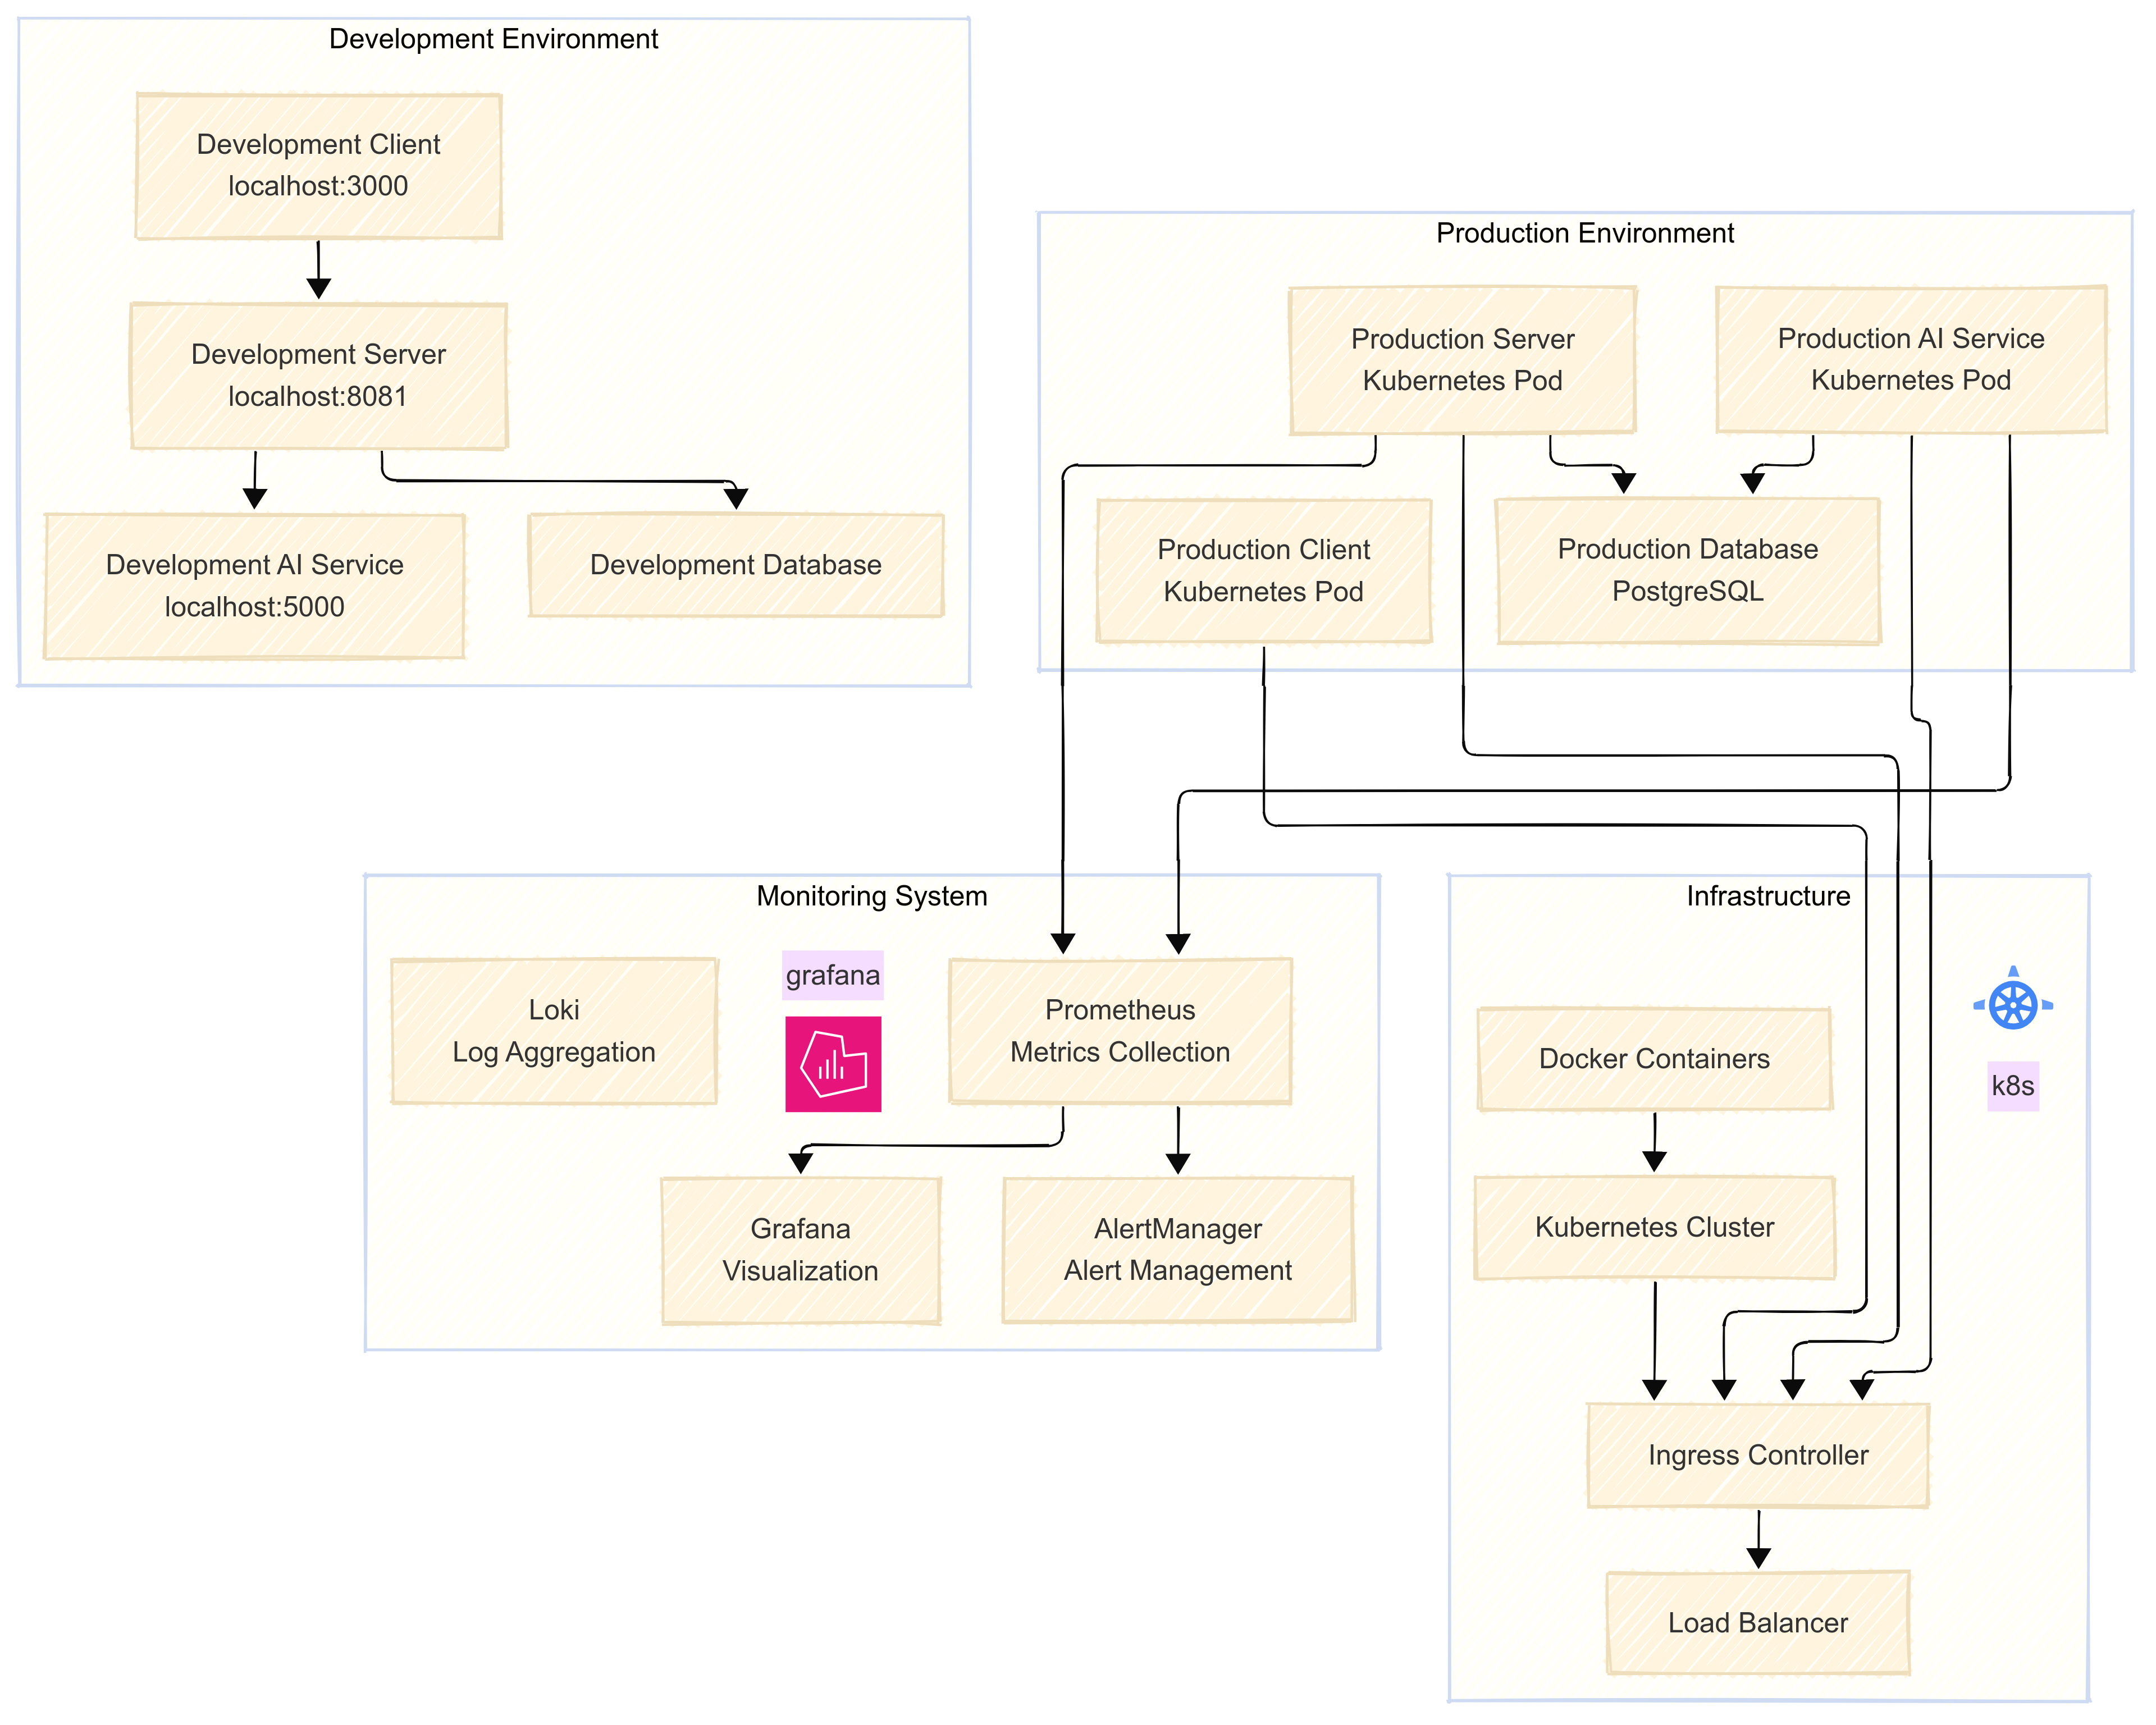 Development Environment
Development Client
localhost:3000
Development Server
localhost:8081
Development AI Service
localhost:5000
Development Database
Production Environment
Production Server
Kubernetes Pod
Production AI Service
Kubernetes Pod
Production Client
Kubernetes Pod
Production Database
PostgreSQL
Monitoring System
Loki
Log Aggregation
grafana
Prometheus
Metrics Collection
Grafana
Visualization
AlertManager
Alert Management
Infrastructure
Docker Containers
k8s
Kubernetes Cluster
Ingress Controller
Load Balancer